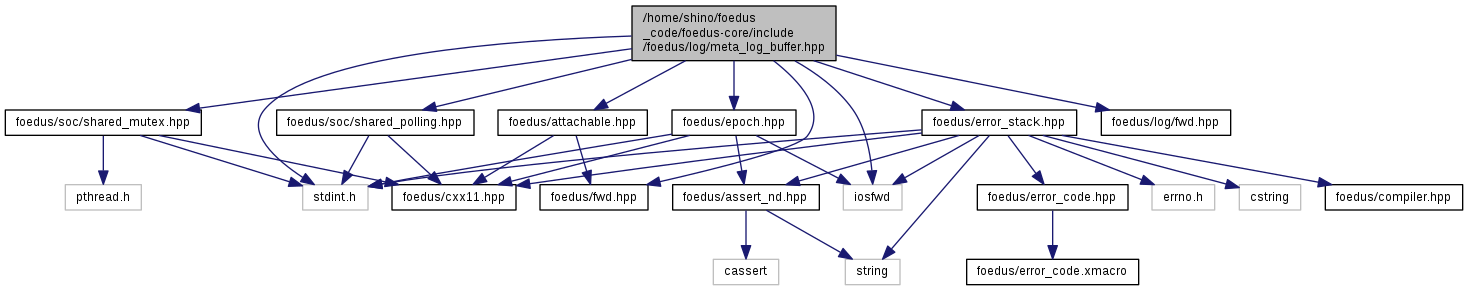 /home/shino/foedus
_code/foedus-core/include
/foedus/log/meta_log_buffer.hpp
foedus/soc/shared_mutex.hpp
foedus/soc/shared_polling.hpp
foedus/attachable.hpp
foedus/epoch.hpp
foedus/error_stack.hpp
foedus/log/fwd.hpp
pthread.h
stdint.h
foedus/cxx11.hpp
foedus/fwd.hpp
foedus/assert_nd.hpp
iosfwd
foedus/error_code.hpp
errno.h
cstring
foedus/compiler.hpp
cassert
string
foedus/error_code.xmacro